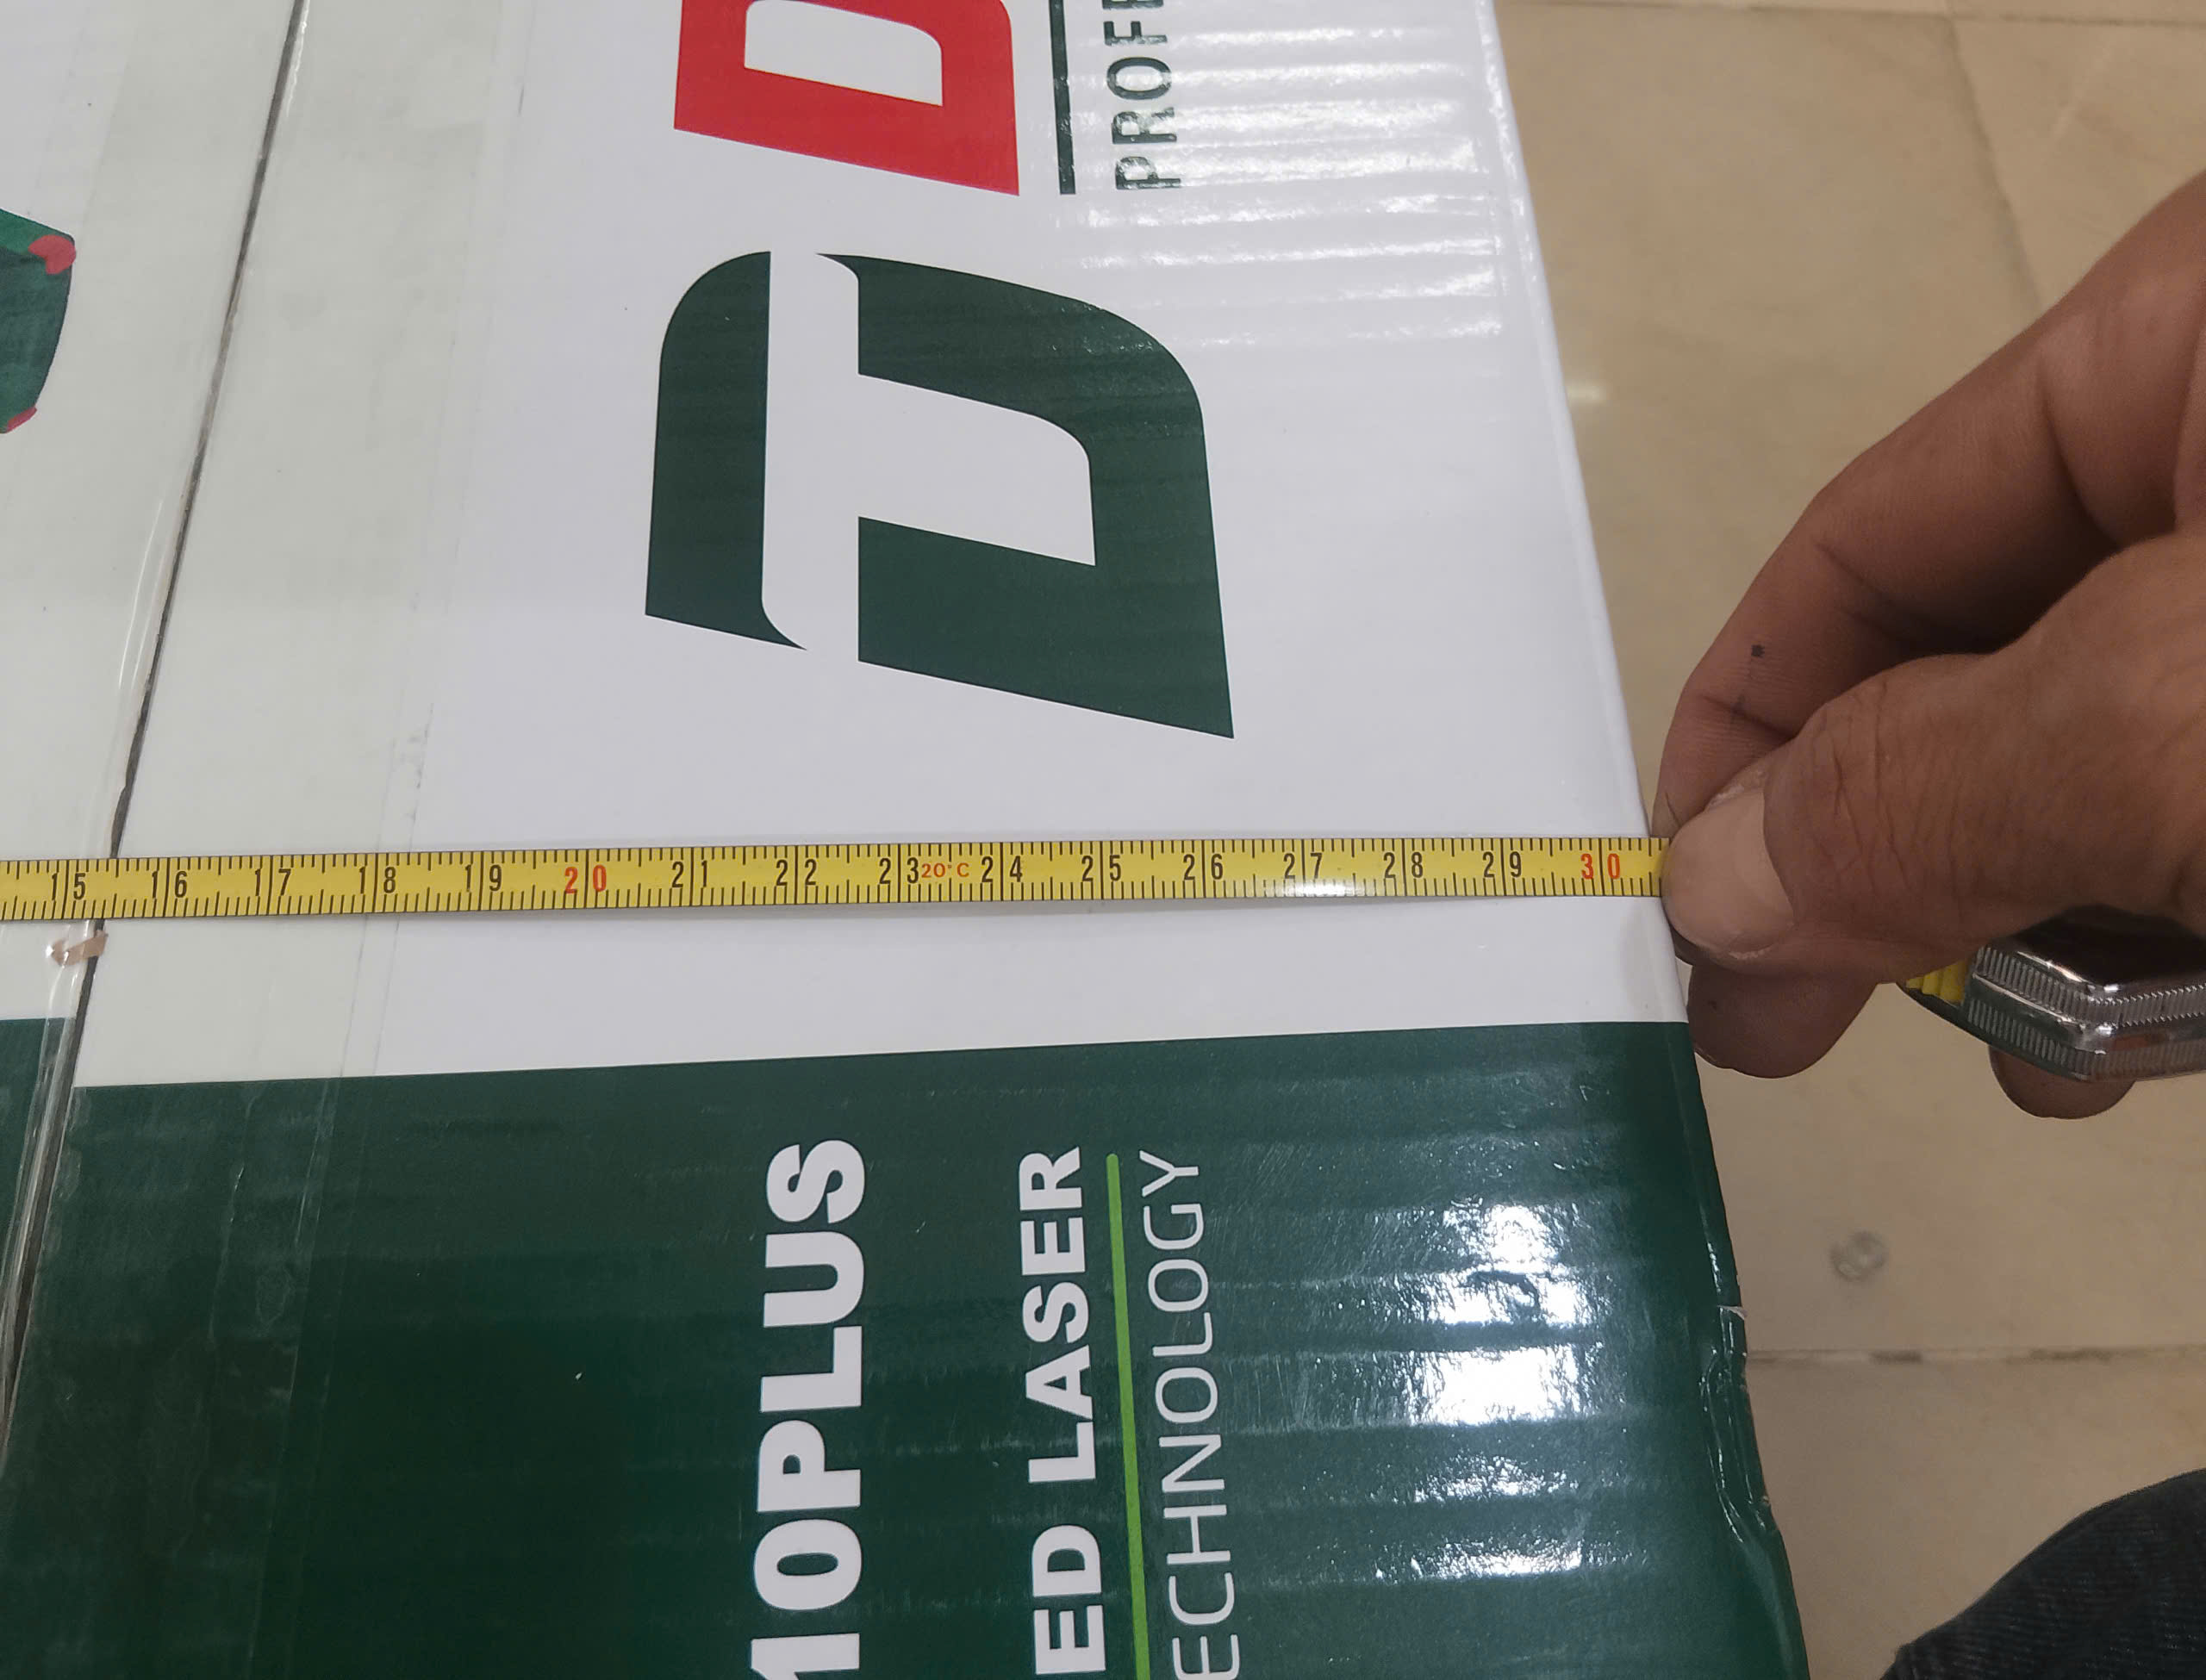 PROF
15 16 17 18 19 20 21 22 23 20°C 24 25 26 27 28 29 30
10PLUS
ED LASER
ECHNOLOGY